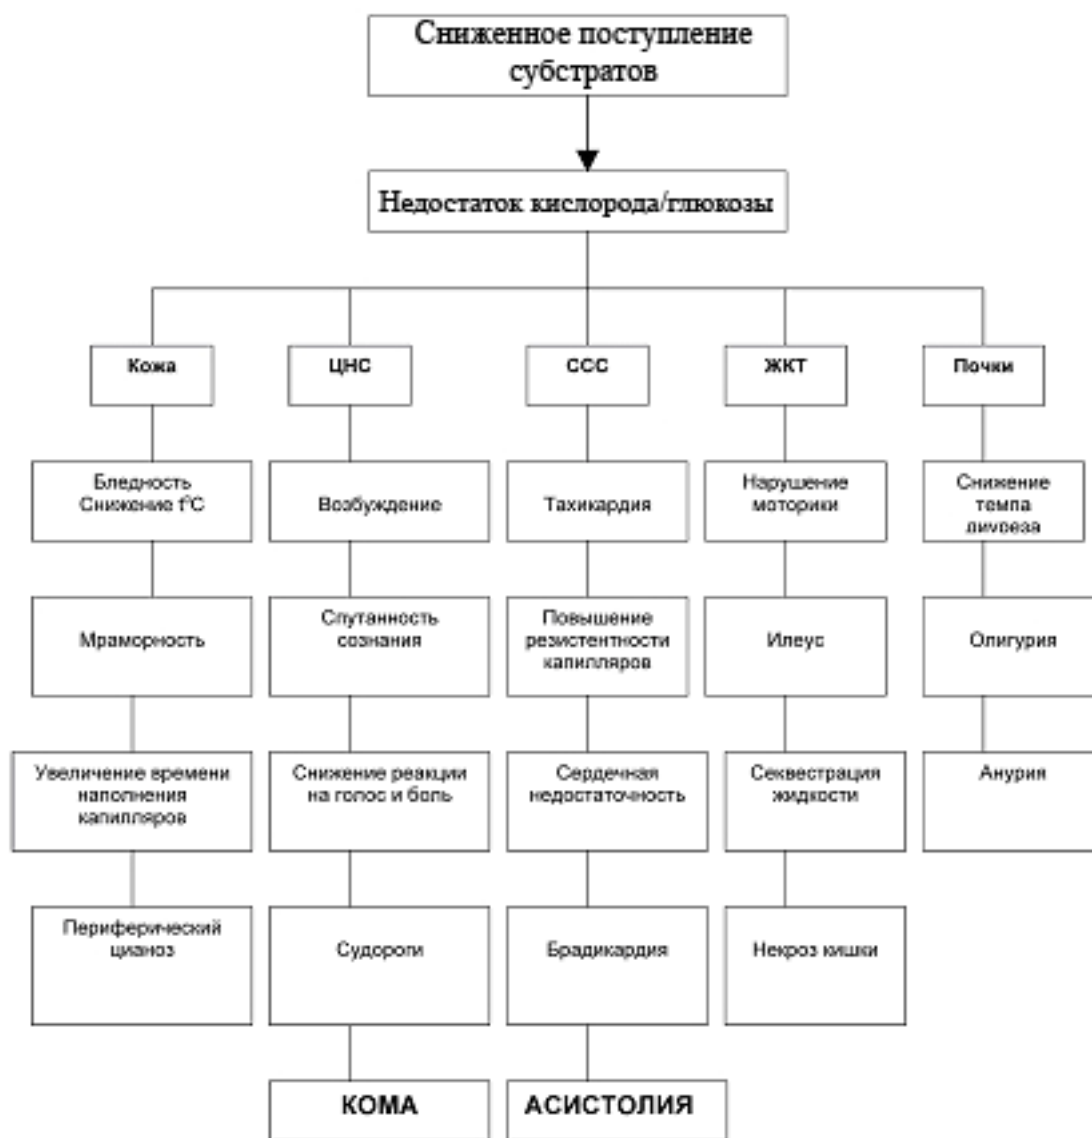 Сниженное поступление
субстратов
Недостаток кислорода/глюкозы
Кожа
ЦНС
ССС
ЖКТ
Почки
Бледность
Снижение t⁰C
Возбуждение
Тахикардия
Нарушение
моторики
Снижение
темпа
диуреза
Мраморность
Спутанность
сознания
Повышение
резистентности
капилляров
Илеус
Олигурия
Увеличение времени
наполнения
капилляров
Снижение реакции
на голос и боль
Сердечная
недостаточность
Секвестрация
жидкости
Анурия
Периферический
цианоз
Судороги
Брадикардия
Некроз кишки
КОМА
АСИСТОЛИЯ